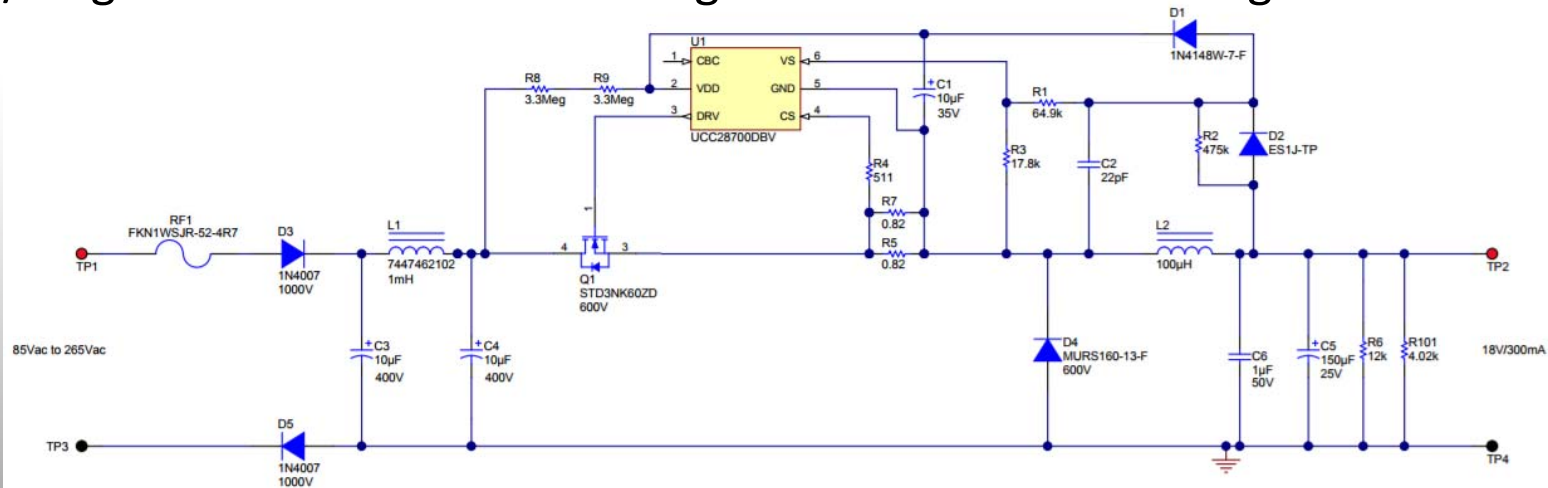 D1
1N4148W-7-F
U1
1
CBC
VS
6
2
VDD
GND
5
3
DRV
CS
4
UCC28700DBV
R8
3.3Meg
R9
3.3Meg
+
C1
10µF
35V
R1
64.9k
R2
475k
D2
ES1J-TP
R3
17.8k
C2
22pF
R4
511
R7
0.82
R5
0.82
1
4
3
Q1
STD3NK60ZD
600V
RF1
FKN1WSJR-52-4R7
TP1
D3
1N4007
1000V
L1
7447462102
1mH
L2
100µH
TP2
85Vac to 265Vac
+
C3
10µF
400V
+
C4
10µF
400V
D4
MURS160-13-F
600V
C6
1µF
50V
+
C5
150µF
25V
R6
12k
R101
4.02k
18V/300mA
TP3
D5
1N4007
1000V
TP4